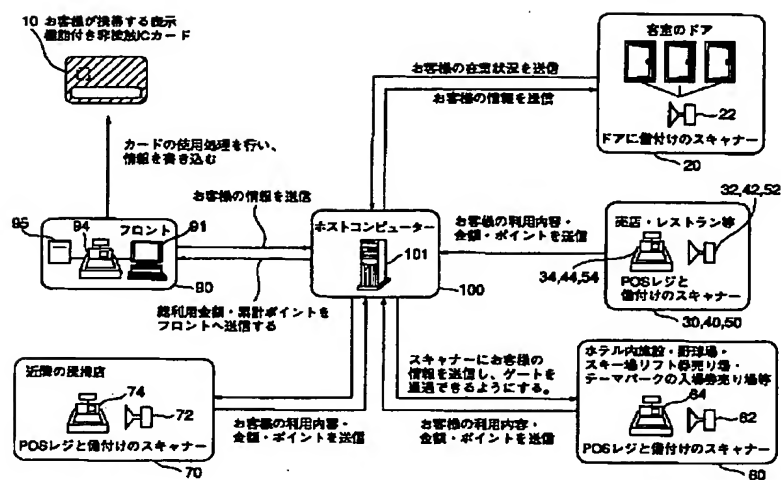 10 お客様が携帯する表示
機能付き非接触ICカード
カードの使用処理を行い、
情報を書き込む
95
94
フロント
91
90
お客様の情報を送信
総利用金額・累計ポイントを
フロントへ送信する
ホストコンピューター
101
100
お客様の在室状況を送信
お客様の情報を送信
客室のドア
22
ドアに備付けのスキャナー
20
お客様の利用内容・
金額・ポイントを送信
32,42,52
売店・レストラン等
34,44,54
POSレジと
備付けのスキャナー
30,40,50
近隣の提携店
74
72
POSレジと備付けのスキャナー
70
お客様の利用内容・
金額・ポイントを送信
スキャナーにお客様の
情報を送信し、ゲートを
通過できるようにする。
お客様の利用内容・
金額・ポイントを送信
ホテル内施設・野球場・
スキー場リフト券売り場・
テーマパークの入場券売り場等
64
62
POSレジと備付けのスキャナー
60